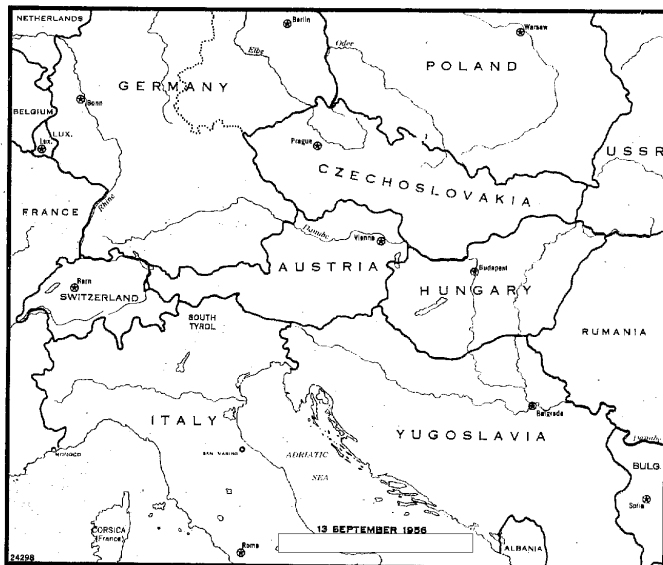 NETHERLANDS
Berlin
Warsaw
Elbe
Oder
POLAND
GERMANY
Bonn
BELGIUM
LUX.
Lux.
Prague
USSR
CZECHOSLOVAKIA
FRANCE
Rhine
Danube
Vienna
AUSTRIA
Budapest
HUNGARY
Bern
SWITZERLAND
SOUTH
TYROL
RUMANIA
Belgrade
ITALY
YUGOSLAVIA
Danube
MONACO
SAN MARINO
ADRIATIC
SEA
BULG.
Sofia
CORSICA
(France)
13 SEPTEMBER 1956
Rome
ALBANIA
24298